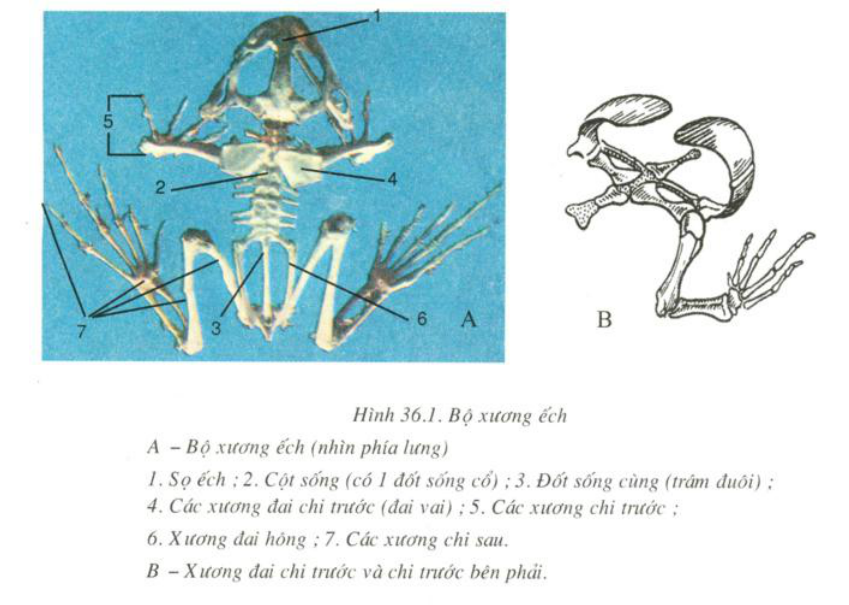 1
5
2
4
7
3
6
A
B
Hình 36.1. Bộ xương ếch
A – Bộ xương ếch (nhìn phía lưng)
1. Sọ ếch ; 2. Cột sống (có 1 đốt sống cổ) ; 3. Đốt sống cùng (trâm đuôi) ;
4. Các xương đai chi trước (đai vai) ; 5. Các xương chi trước ;
6. Xương đai hông ; 7. Các xương chi sau.
B – Xương đai chi trước và chi trước bên phải.